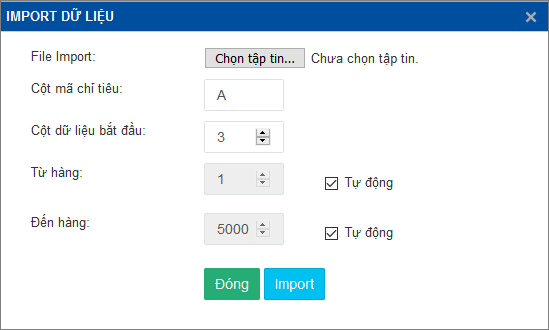 IMPORT DỮ LIỆU ×
File Import: Chọn tập tin... Chưa chọn tập tin.
Cột mã chỉ tiêu: A
Cột dữ liệu bắt đầu: 3
Từ hàng: 1 Tự động
Đến hàng: 5000 Tự động
Đóng Import